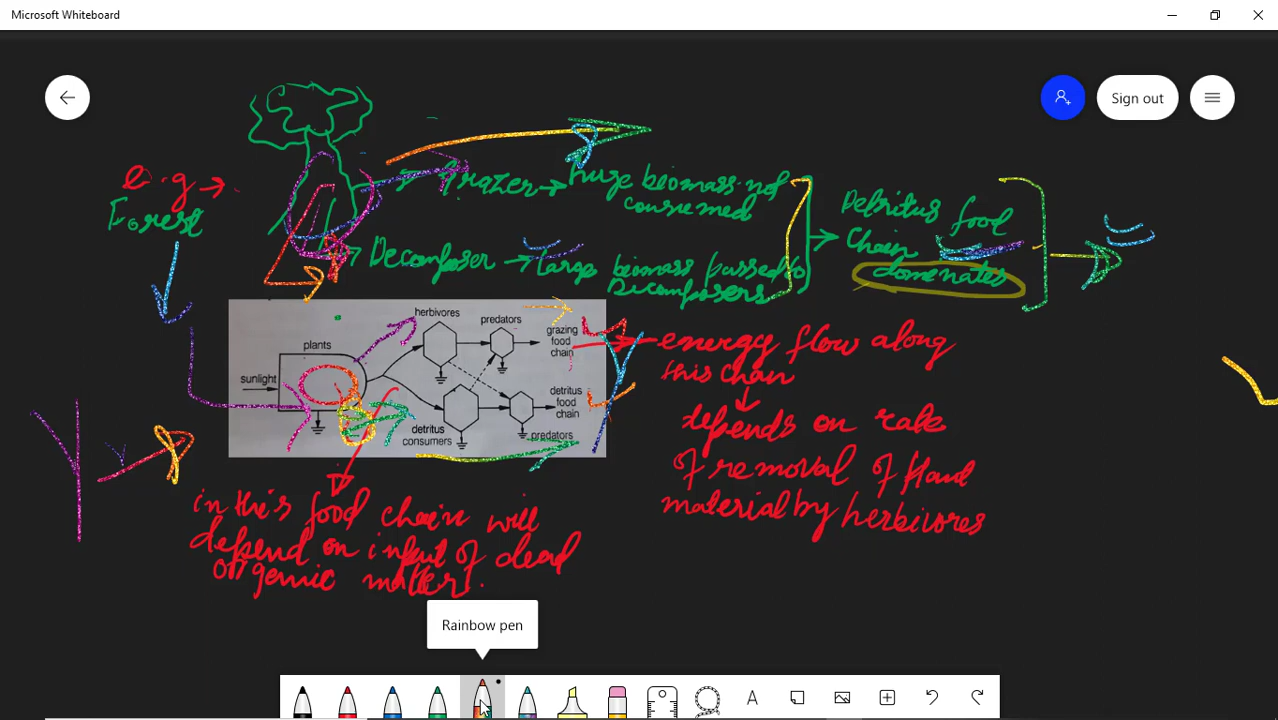 Microsoft Whiteboard
Sign out
e.g →
Forest
Grazer → huge biomass not
consumed
Decomposer → Large biomass passed to
Decomposers
Detritus food
Chain
dominates
herbivores
predators
plants
grazing
food
chain
sunlight
detritus
food
chain
detritus
consumers
predators
energy flow along
this chain
depends on rate
of removal of plant
material by herbivores
in this food chain will
depend on input of dead
organic matter.
Rainbow pen
A